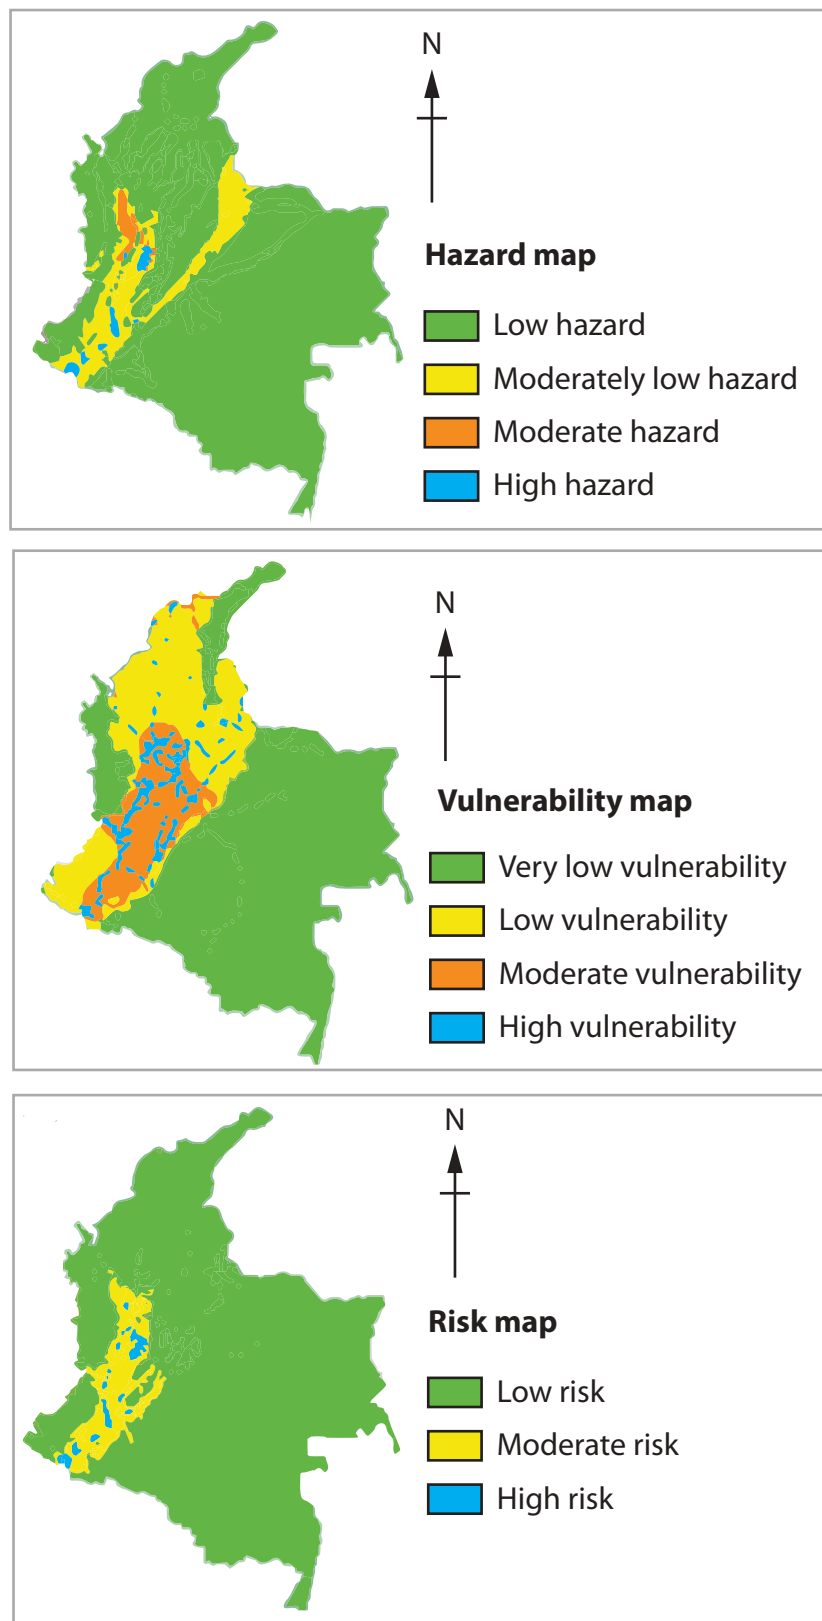 N
Hazard map
Low hazard
Moderately low hazard
Moderate hazard
High hazard
N
Vulnerability map
Very low vulnerability
Low vulnerability
Moderate vulnerability
High vulnerability
N
Risk map
Low risk
Moderate risk
High risk